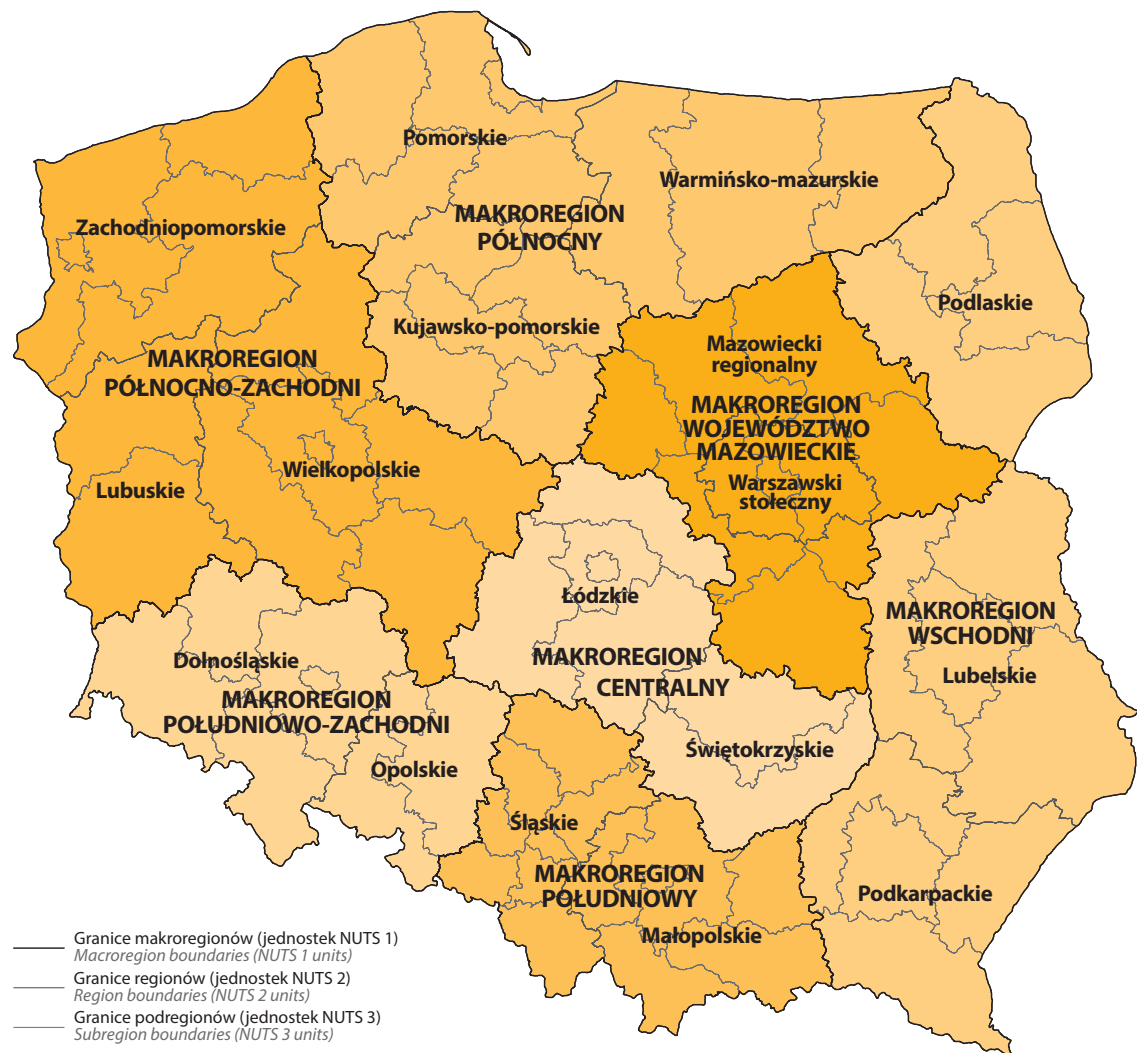 Pomorskie
Warmińsko-mazurskie
MAKROREGION
PÓŁNOCNY
Zachodniopomorskie
Podlaskie
Kujawsko-pomorskie
Mazowiecki
regionalny
MAKROREGION
PÓŁNOCNO-ZACHODNI
MAKROREGION
WOJEWÓDZTWO
MAZOWIECKIE
Wielkopolskie
Lubuskie
Warszawski
stołeczny
Łódzkie
MAKROREGION
WSCHODNI
Dolnośląskie
MAKROREGION
CENTRALNY
Lubelskie
MAKROREGION
POŁUDNIOWO-ZACHODNI
Świętokrzyskie
Opolskie
Śląskie
MAKROREGION
POŁUDNIOWY
Podkarpackie
Małopolskie
Granice makroregionów (jednostek NUTS 1)
Macroregion boundaries (NUTS 1 units)
Granice regionów (jednostek NUTS 2)
Region boundaries (NUTS 2 units)
Granice podregionów (jednostek NUTS 3)
Subregion boundaries (NUTS 3 units)